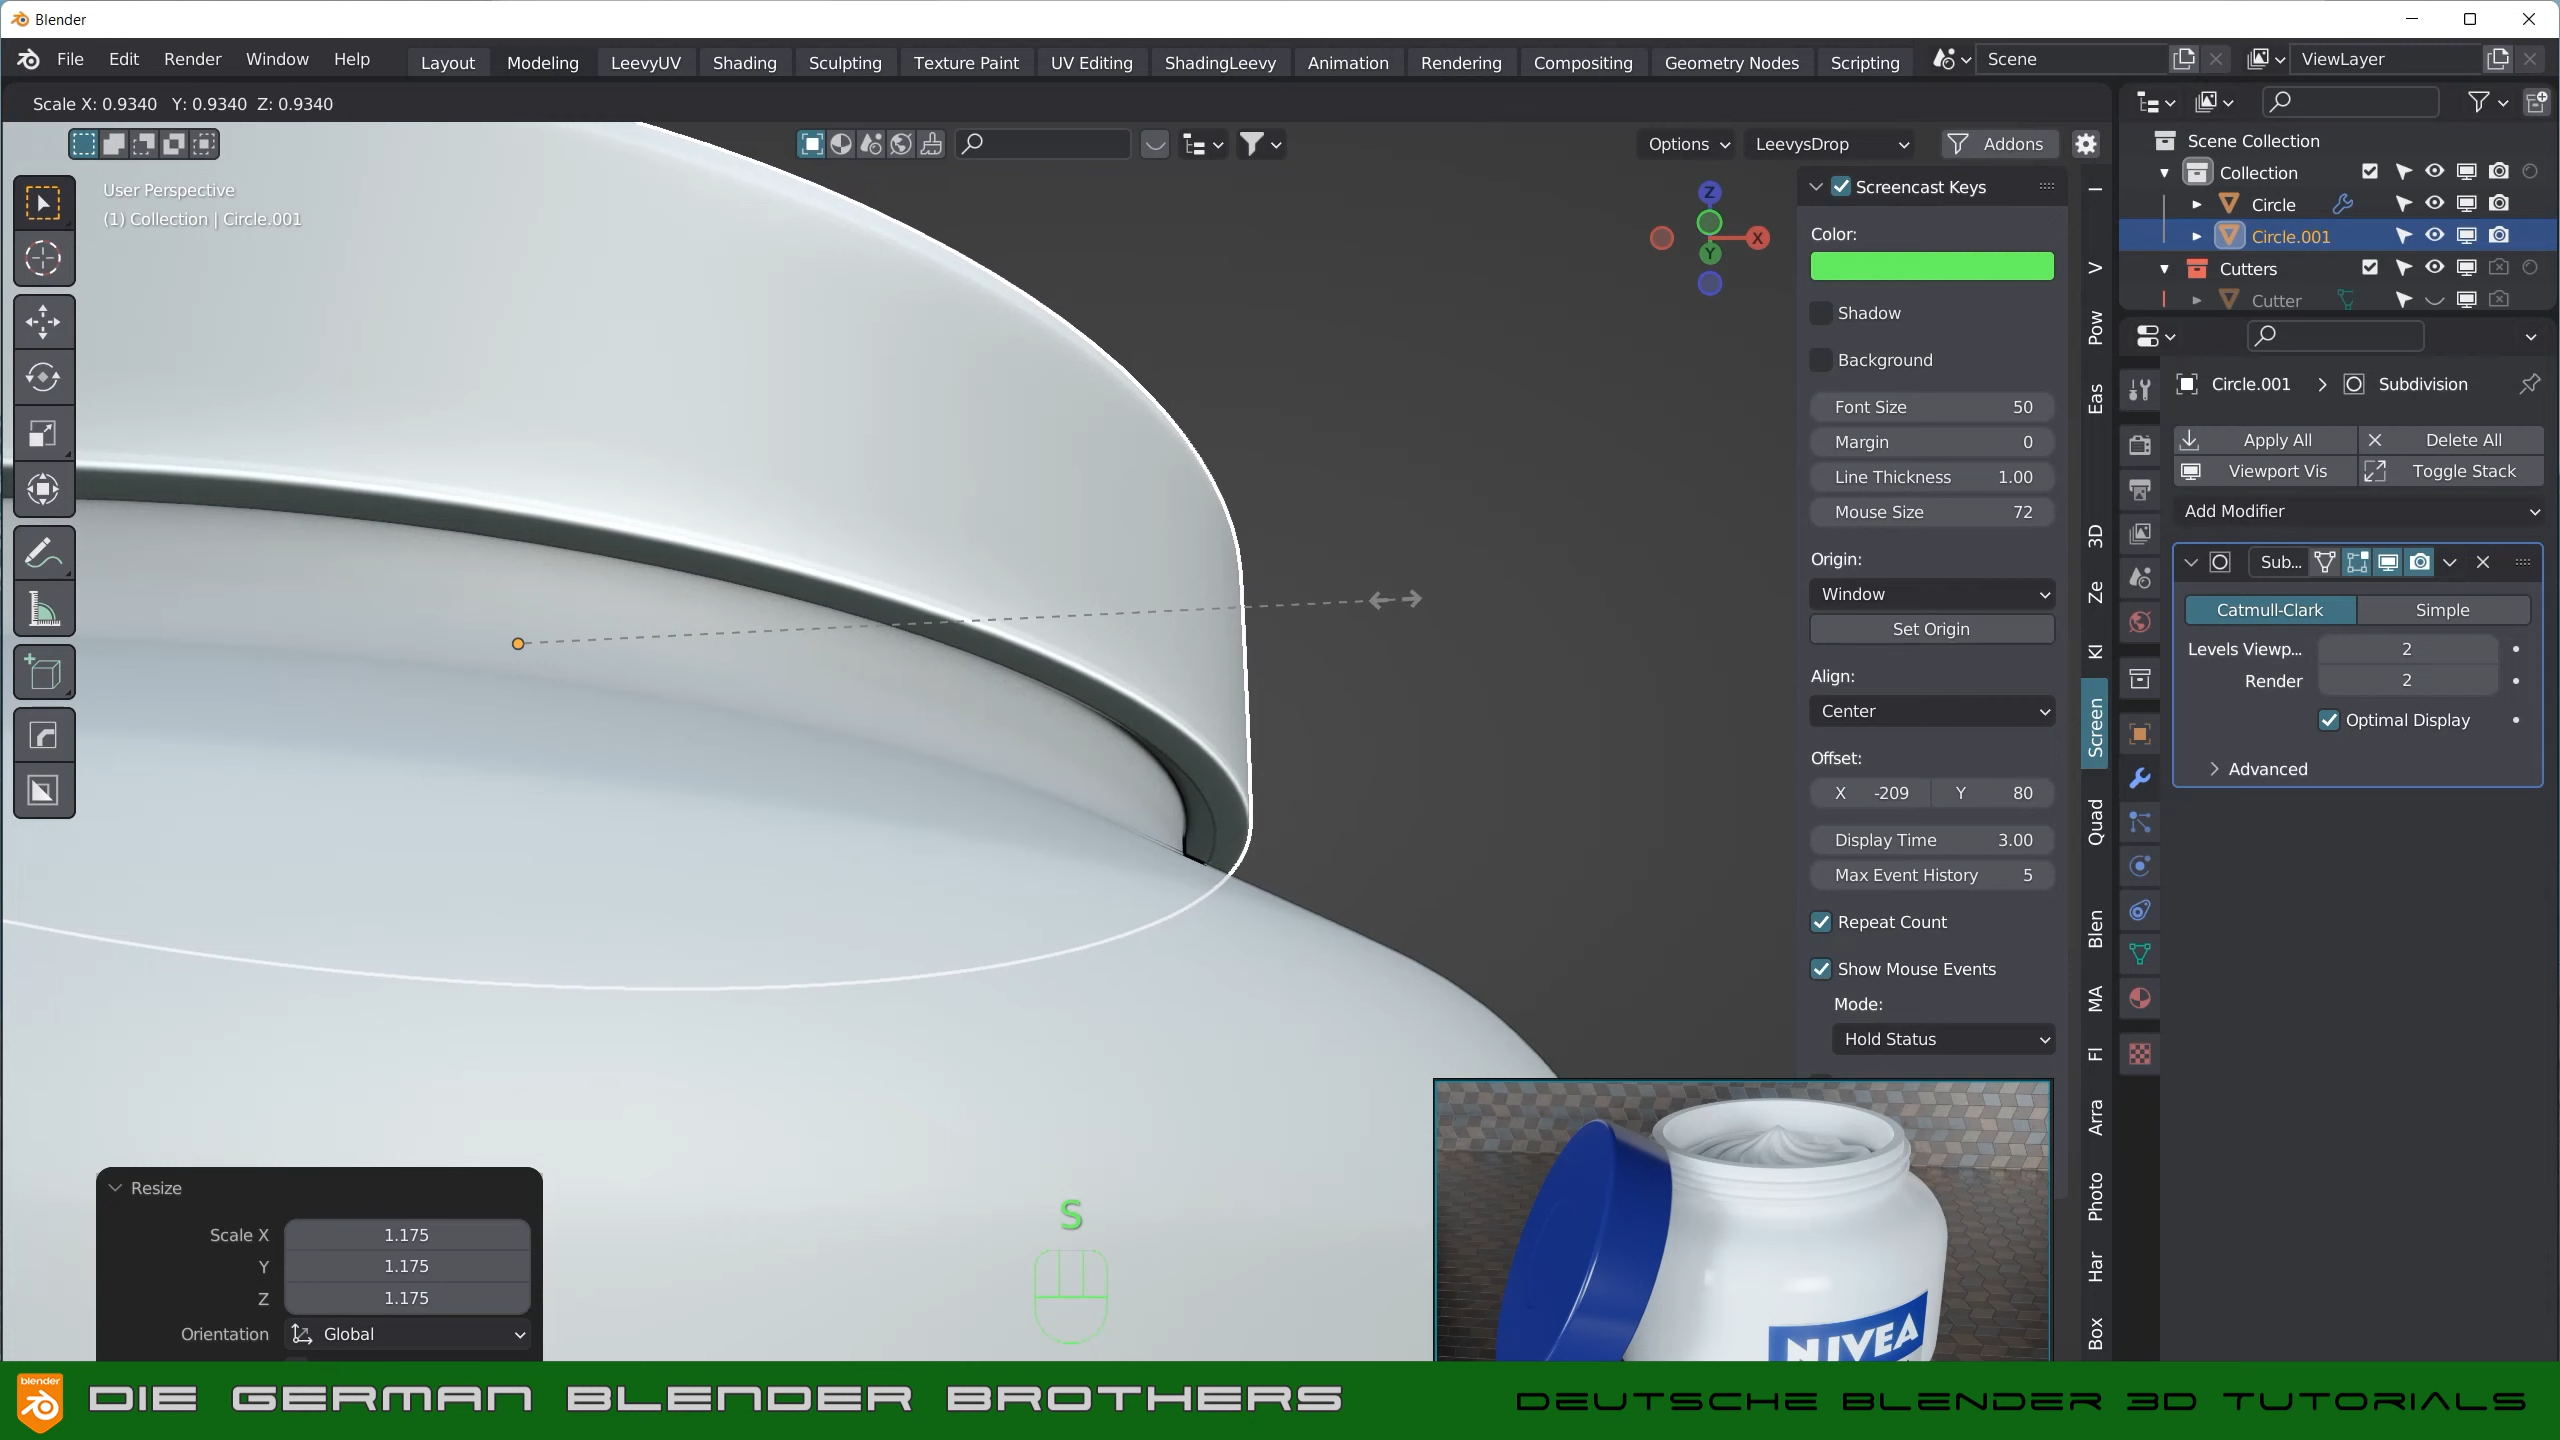 Blender
File Edit Render Window Help
Layout Modeling LeevyUV Shading Sculpting Texture Paint UV Editing ShadingLeevy Animation Rendering Compositing Geometry Nodes Scripting
Scene
ViewLayer
Scale X: 0.9340 Y: 0.9340 Z: 0.9340
Options
LeevysDrop
Addons
User Perspective
(1) Collection | Circle.001
Z
X
Y
Screencast Keys
Color:
Shadow
Background
Font Size 50
Margin 0
Line Thickness 1.00
Mouse Size 72
Origin:
Window
Set Origin
Align:
Center
Offset:
X -209 Y 80
Display Time 3.00
Max Event History 5
Repeat Count
Show Mouse Events
Mode:
Hold Status
I
V
Pow
Eas
3D
Ze
KI
Screen
Quad
Blen
MA
Fl
Arra
Photo
Har
Box
Scene Collection
Collection
Circle
Circle.001
Cutters
Cutter
Circle.001 Subdivision
Apply All Delete All
Viewport Vis Toggle Stack
Add Modifier
Sub...
Catmull-Clark Simple
Levels Viewp... 2
Render 2
Optimal Display
Advanced
Resize
Scale X 1.175
Y 1.175
Z 1.175
Orientation Global
S
NIVEA
blender
DIE GERMAN BLENDER BROTHERS
DEUTSCHE BLENDER 3D TUTORIALS